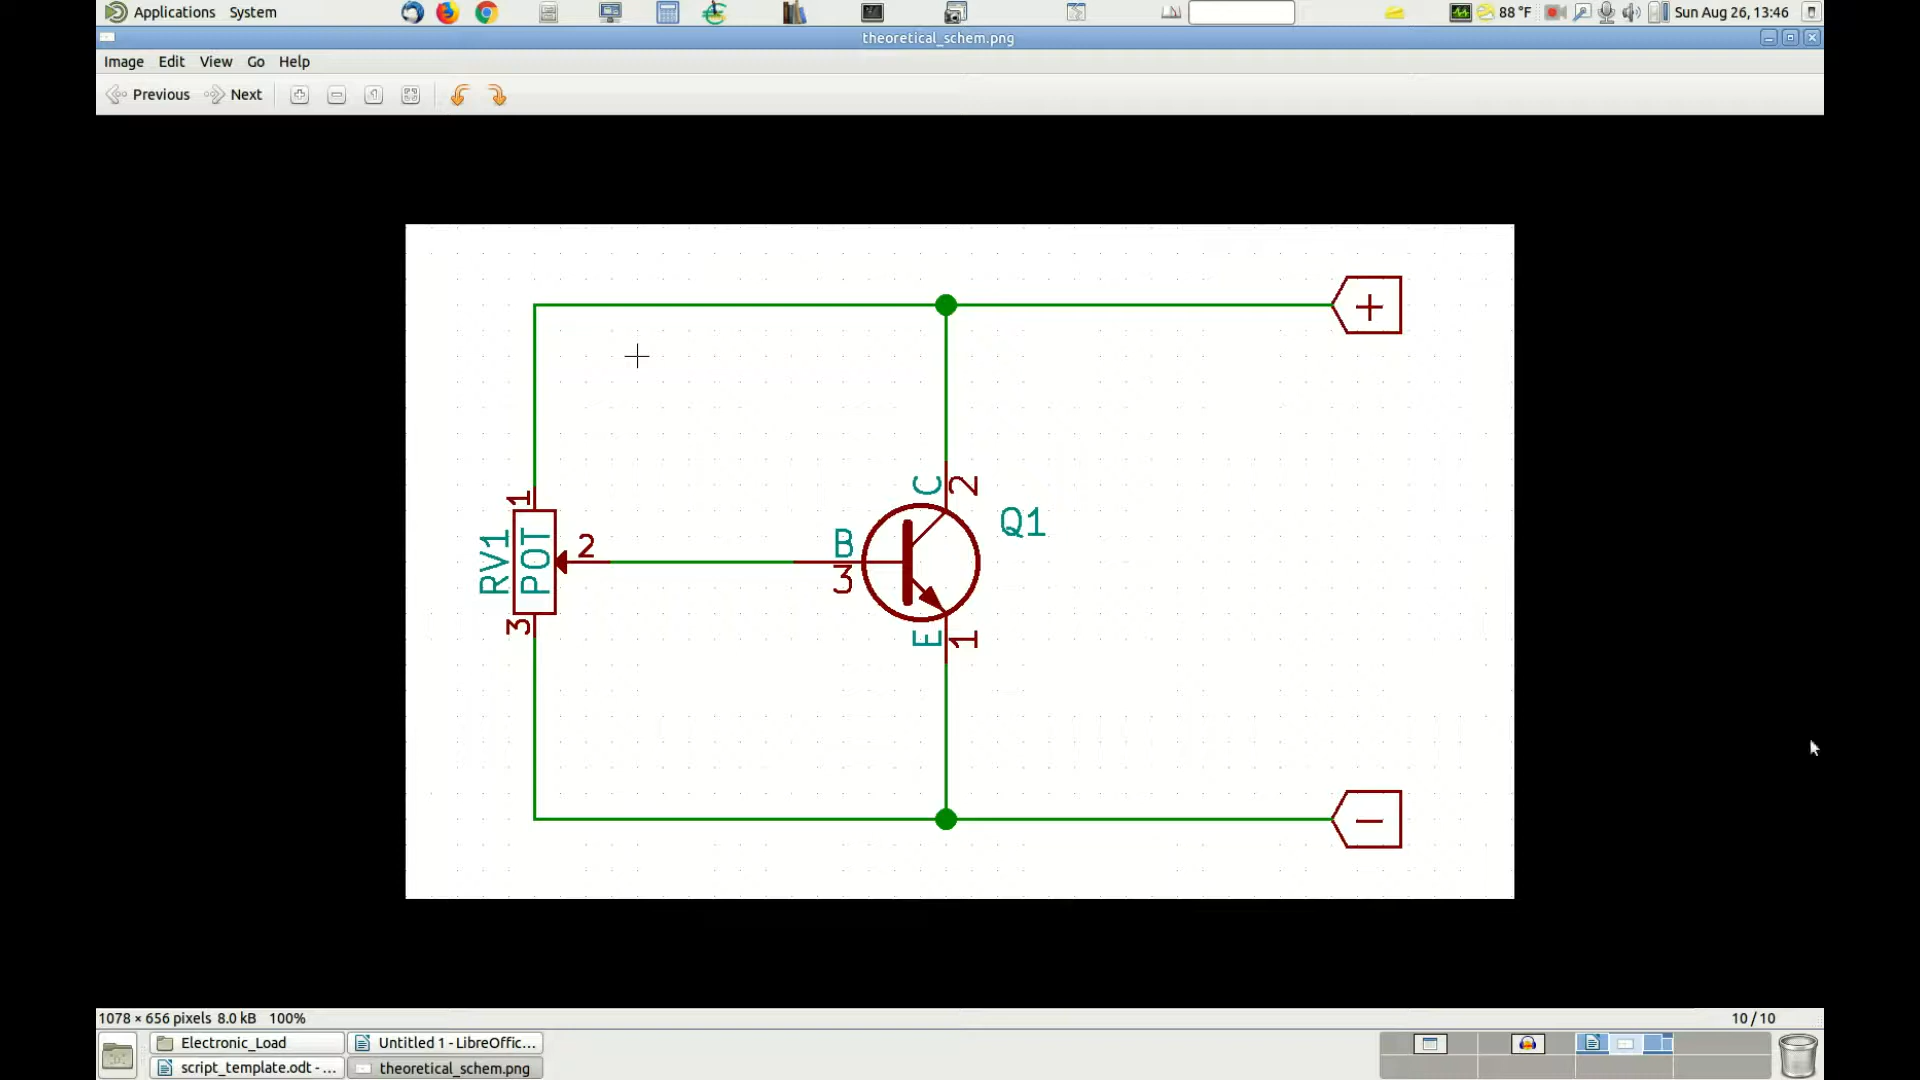 Applications System 88 °F Sun Aug 26, 13:46
theoretical_schem.png
Image Edit View Go Help
Previous Next
+
C 2
Q1
1
RV1 POT 2
B
3
3
E 1
−
1078 × 656 pixels 8.0 kB 100% 10 / 10
Electronic_Load Untitled 1 - LibreOffic...
script_template.odt - ... theoretical_schem.png